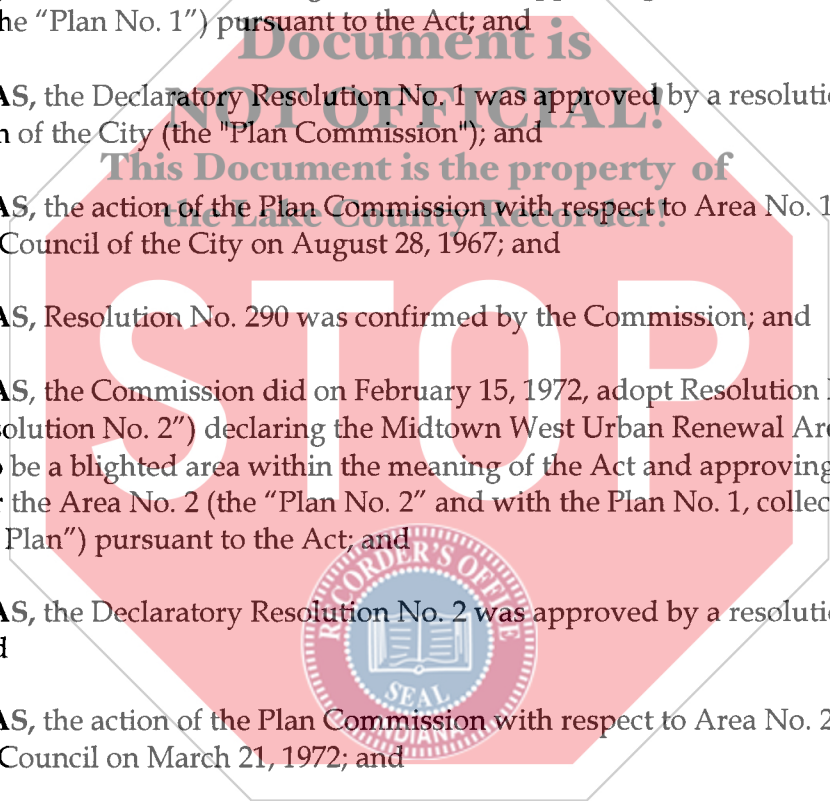 he “Plan No. 1”) pursuant to the Act; and
Document is
AS, the Declaratory Resolution No. 1 was approved by a resolutio
NOT OFFICIAL!
n of the City (the "Plan Commission"); and
This Document is the property of
AS, the action of the Plan Commission with respect to Area No. 1
the Lake County Recorder!
Council of the City on August 28, 1967; and
STOP
AS, Resolution No. 290 was confirmed by the Commission; and
AS, the Commission did on February 15, 1972, adopt Resolution
solution No. 2”) declaring the Midtown West Urban Renewal Are
be a blighted area within the meaning of the Act and approving
the Area No. 2 (the “Plan No. 2” and with the Plan No. 1, collec
Plan”) pursuant to the Act; and
RECORDER'S OFFICE
SEAL
INDIANA
AS, the Declaratory Resolution No. 2 was approved by a resolutio
d
AS, the action of the Plan Commission with respect to Area No. 2
Council on March 21, 1972; and